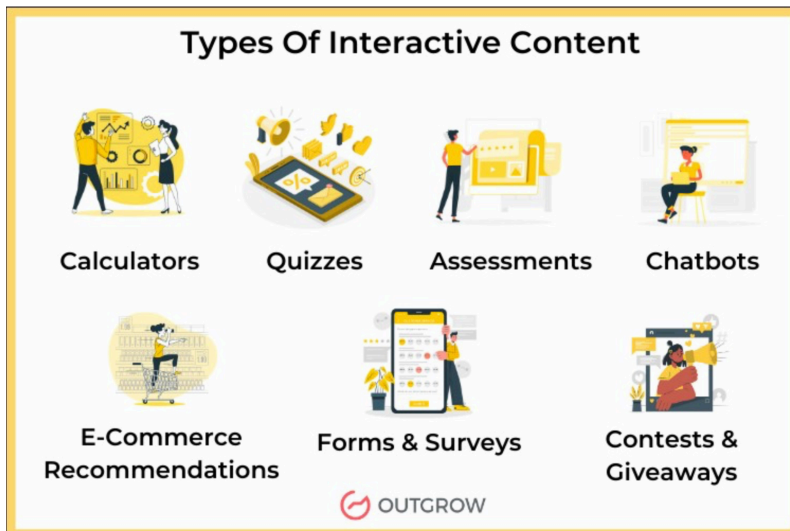 Types Of Interactive Content
Calculators
Quizzes
Assessments
Chatbots
E-Commerce
Recommendations
Forms & Surveys
Contests &
Giveaways
OUTGROW